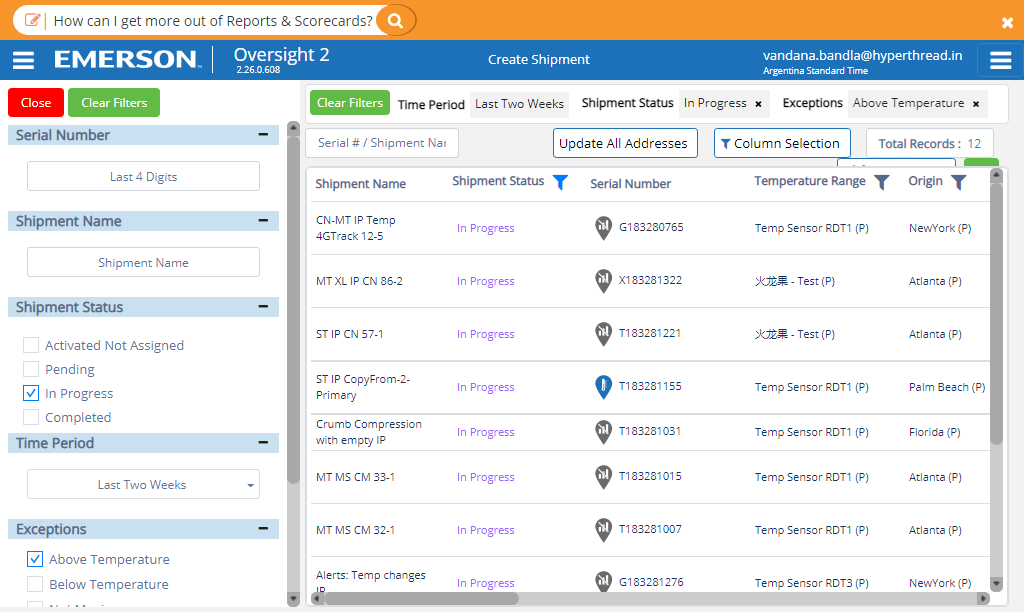 How can I get more out of Reports & Scorecards?
EMERSON
Oversight 2
2.26.0.608
Create Shipment
vandana.bandla@hyperthread.in
Argentina Standard Time
Close
Clear Filters
Serial Number
Last 4 Digits
Shipment Name
Shipment Name
Shipment Status
Activated Not Assigned
Pending
In Progress
Completed
Time Period
Last Two Weeks
Exceptions
Above Temperature
Below Temperature
Clear Filters
Time Period
Last Two Weeks
Shipment Status
In Progress ×
Exceptions
Above Temperature ×
Serial # / Shipment Nar
Update All Addresses
Column Selection
Total Records : 12
Shipment Name Shipment Status Serial Number Temperature Range Origin
CN-MT IP Temp
4GTrack 12-5
In Progress G183280765 Temp Sensor RDT1 (P) NewYork (P)
MT XL IP CN 86-2 In Progress X183281322 火龙果 - Test (P) Atlanta (P)
ST IP CN 57-1 In Progress T183281221 火龙果 - Test (P) Atlanta (P)
ST IP CopyFrom-2-
Primary
In Progress T183281155 Temp Sensor RDT1 (P) Palm Beach (P)
Crumb Compression
with empty IP
In Progress T183281031 Temp Sensor RDT1 (P) Florida (P)
MT MS CM 33-1 In Progress T183281015 Temp Sensor RDT1 (P) Atlanta (P)
MT MS CM 32-1 In Progress T183281007 Temp Sensor RDT1 (P) Atlanta (P)
Alerts: Temp changes
IP
In Progress G183281276 Temp Sensor RDT3 (P) NewYork (P)